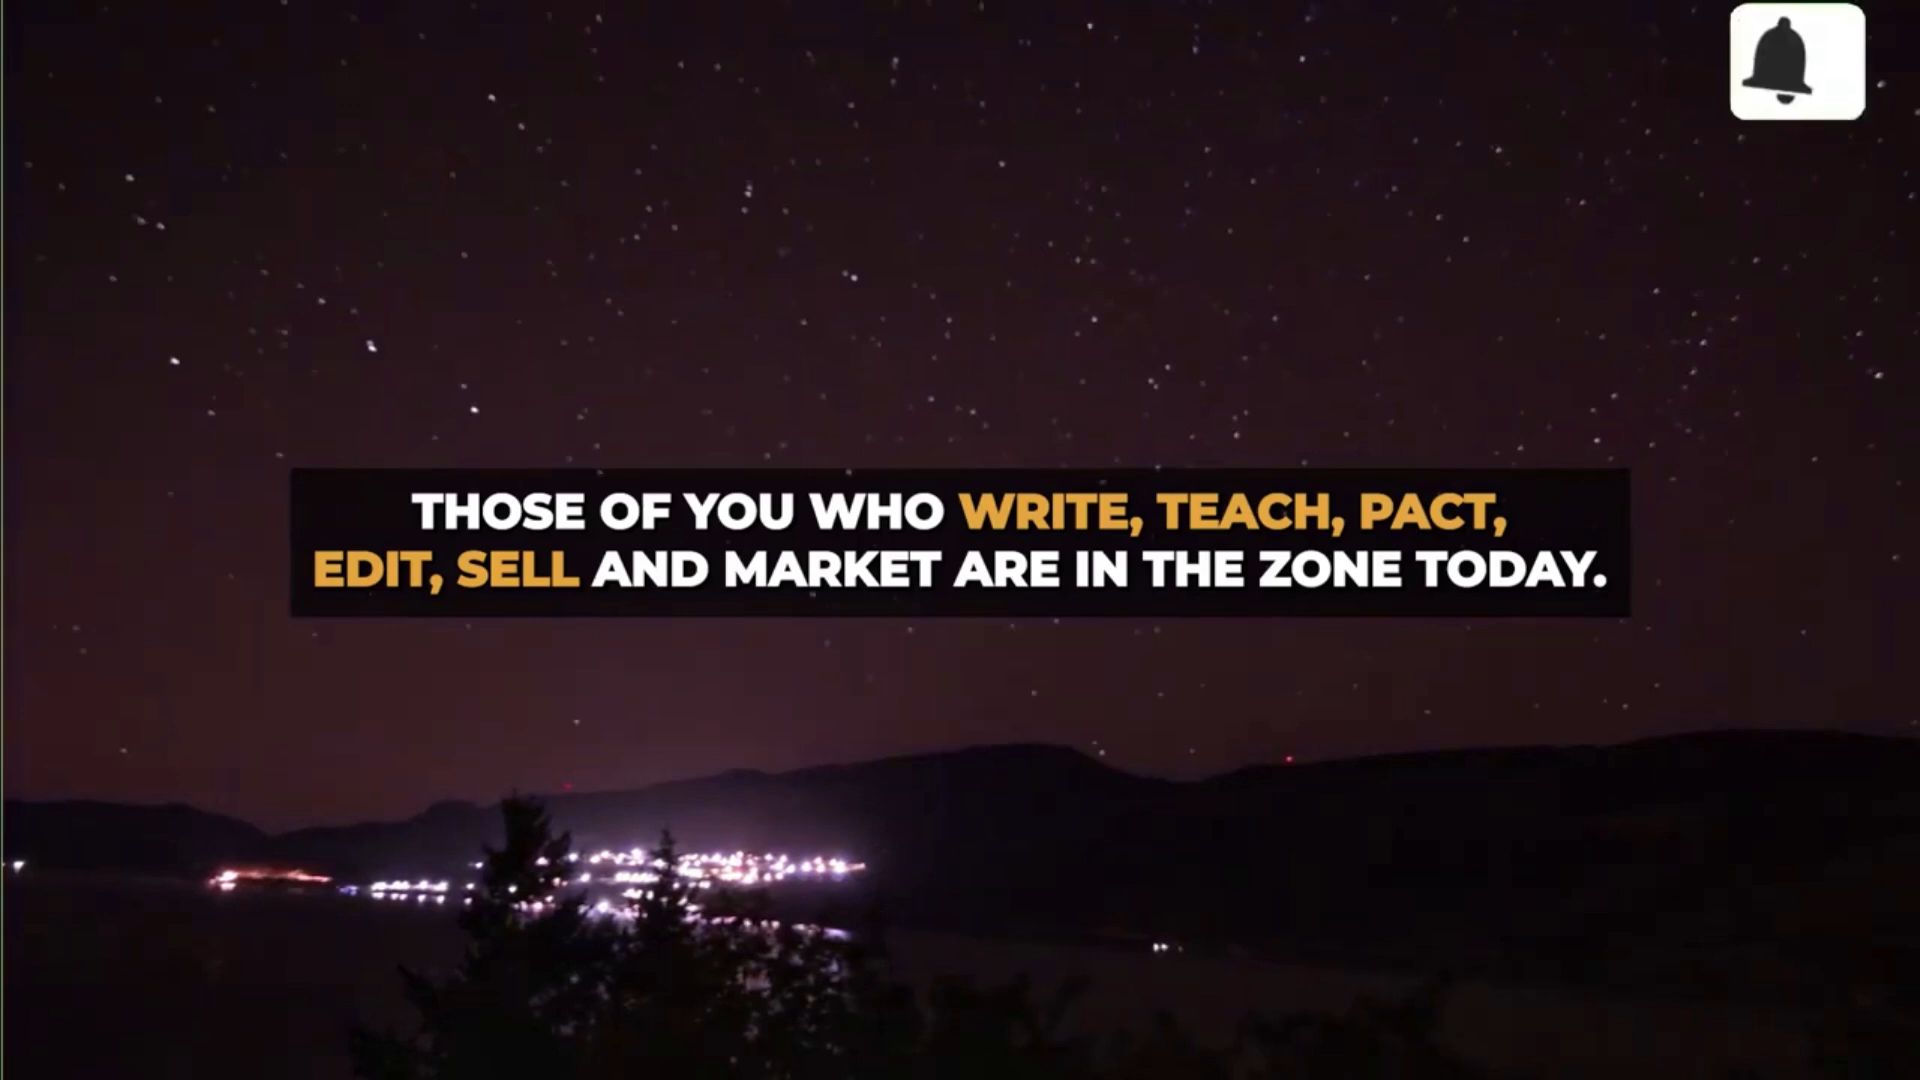 THOSE OF YOU WHO WRITE, TEACH, PACT,
EDIT, SELL AND MARKET ARE IN THE ZONE TODAY.